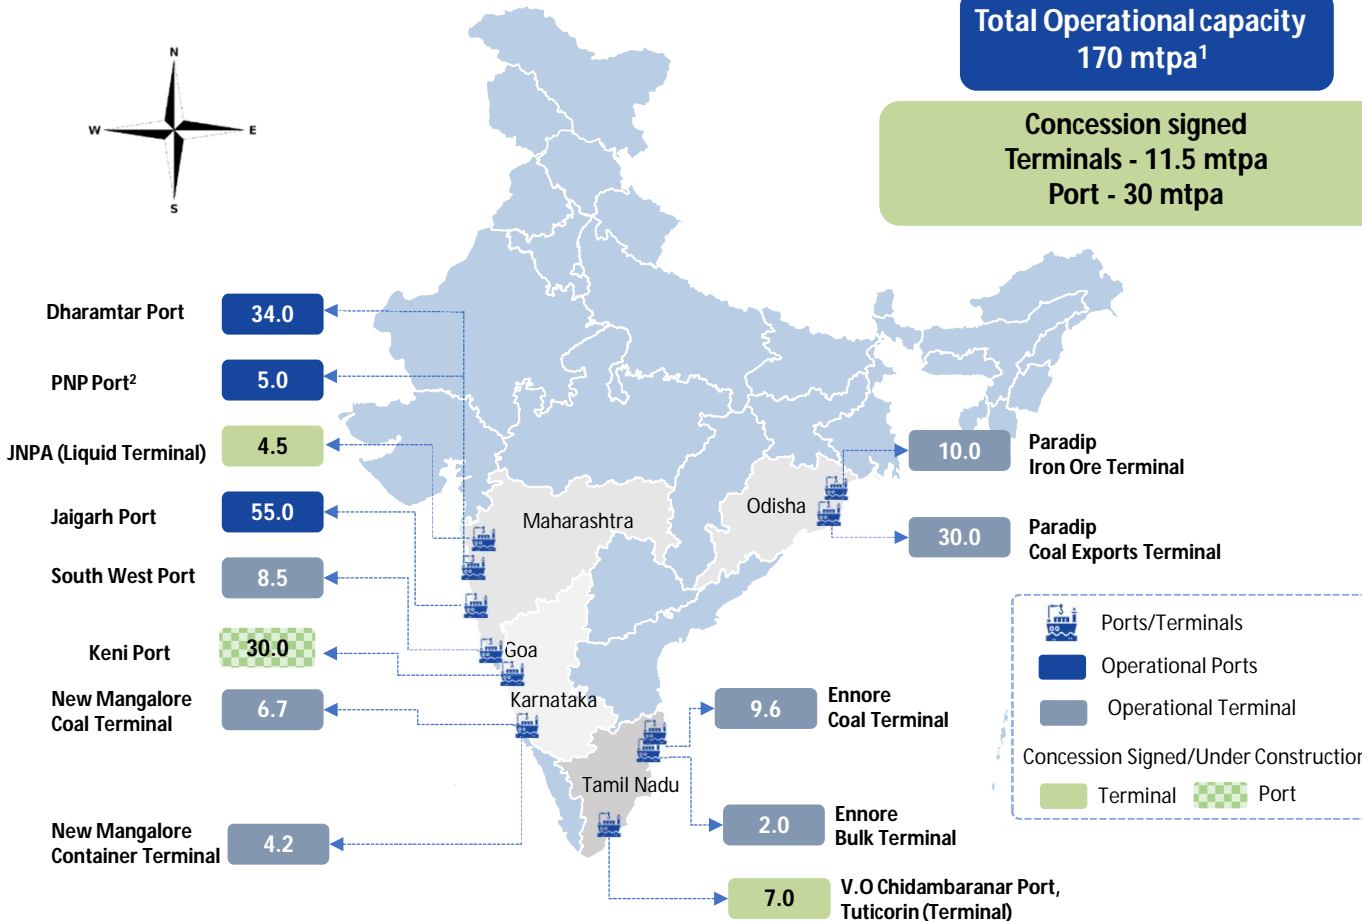 Total Operational capacity
170 mtpa¹
Concession signed
Terminals - 11.5 mtpa
Port - 30 mtpa
N
W
E
S
Dharamtar Port
34.0
PNP Port²
5.0
JNPA (Liquid Terminal)
4.5
Jaigarh Port
55.0
South West Port
8.5
Keni Port
30.0
New Mangalore
Coal Terminal
6.7
New Mangalore
Container Terminal
4.2
Maharashtra
Odisha
Goa
Karnataka
Tamil Nadu
10.0
Paradip
Iron Ore Terminal
30.0
Paradip
Coal Exports Terminal
9.6
Ennore
Coal Terminal
2.0
Ennore
Bulk Terminal
7.0
V.O Chidambaranar Port,
Tuticorin (Terminal)
Ports/Terminals
Operational Ports
Operational Terminal
Concession Signed/Under Construction
Terminal
Port